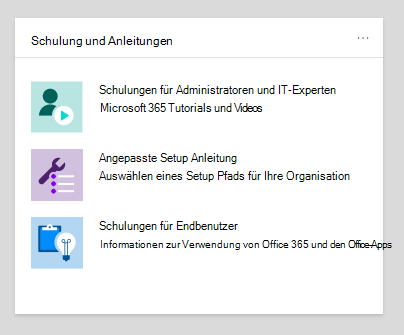 Schulung und Anleitungen
Schulungen für Administratoren und IT-Experten
Microsoft 365 Tutorials und Videos
Angepasste Setup Anleitung
Auswählen eines Setup Pfads für Ihre Organisation
Schulungen für Endbenutzer
Informationen zur Verwendung von Office 365 und den Office-Apps